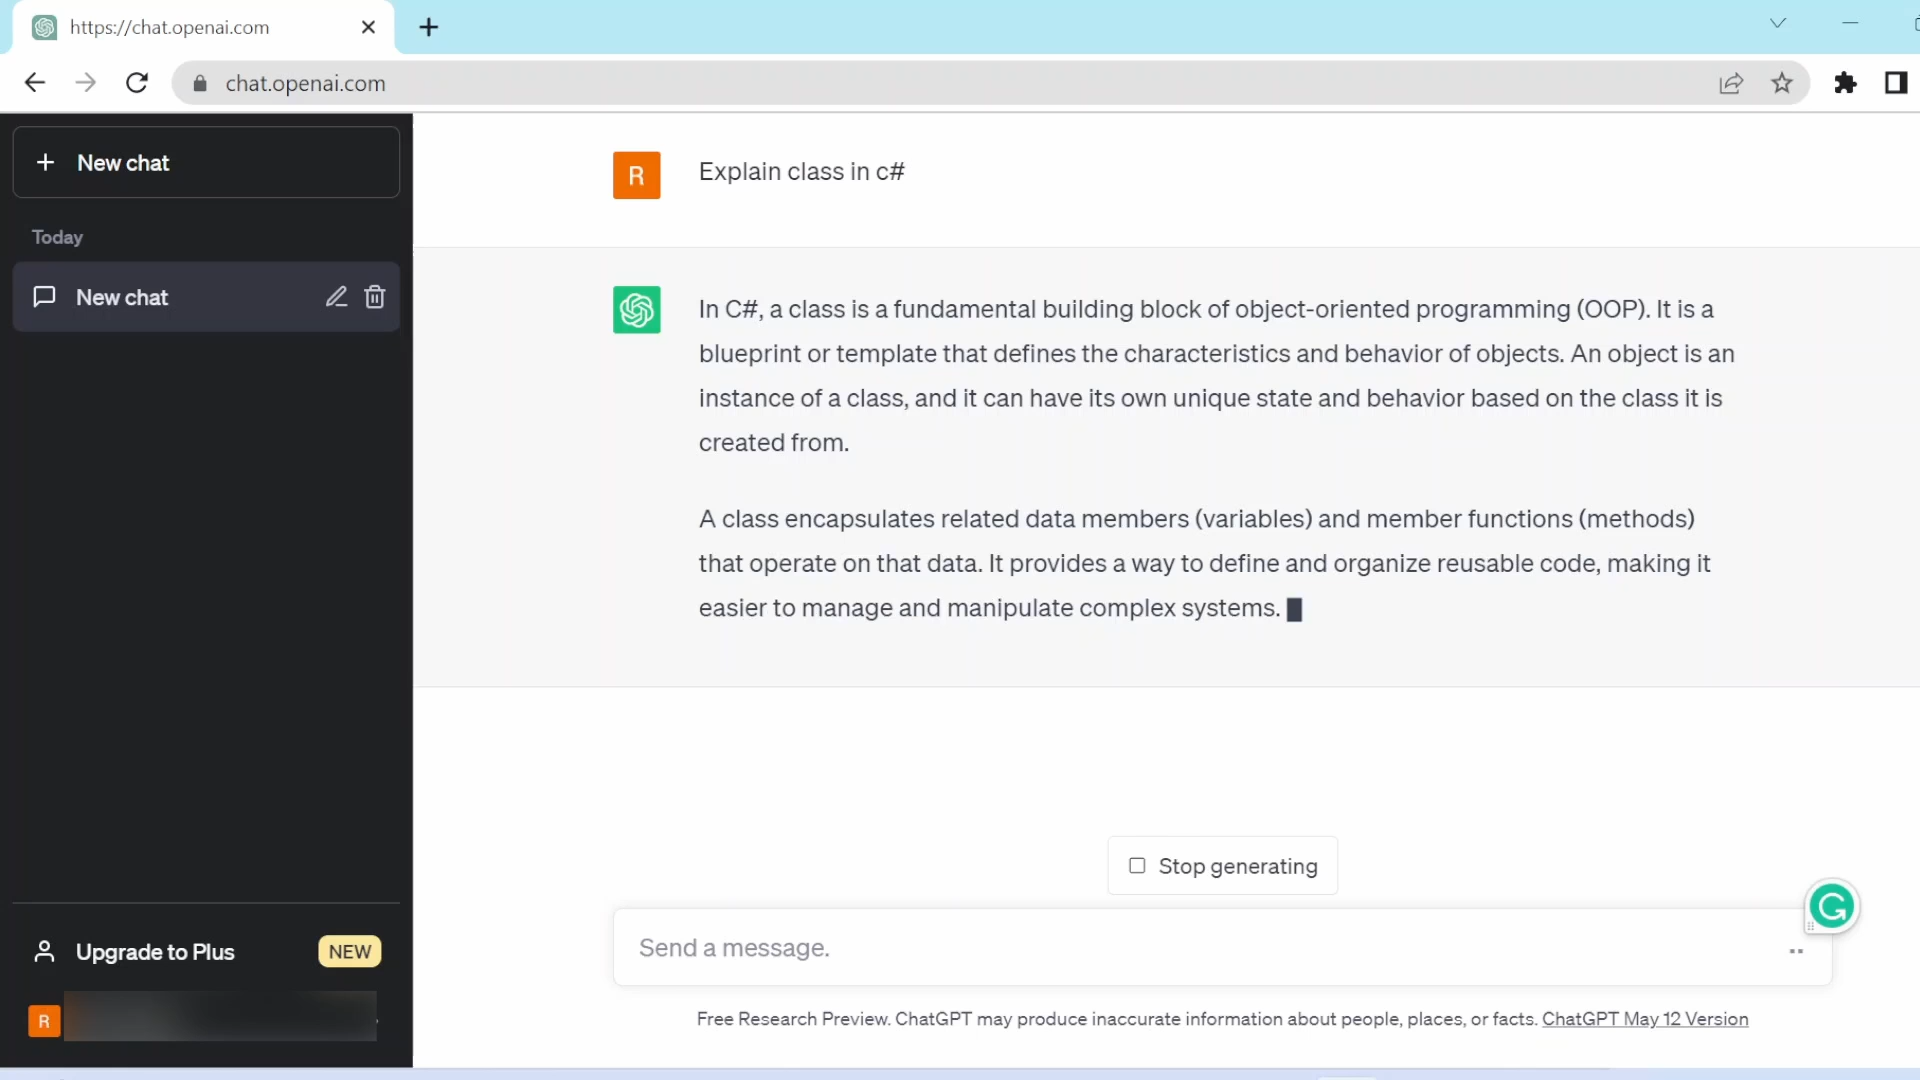 https://chat.openai.com
chat.openai.com
New chat
Today
New chat
Upgrade to Plus NEW
R
R
Explain class in c#
In C#, a class is a fundamental building block of object-oriented programming (OOP). It is a
blueprint or template that defines the characteristics and behavior of objects. An object is an
instance of a class, and it can have its own unique state and behavior based on the class it is
created from.
A class encapsulates related data members (variables) and member functions (methods)
that operate on that data. It provides a way to define and organize reusable code, making it
easier to manage and manipulate complex systems.
Stop generating
Send a message.
Free Research Preview. ChatGPT may produce inaccurate information about people, places, or facts. ChatGPT May 12 Version